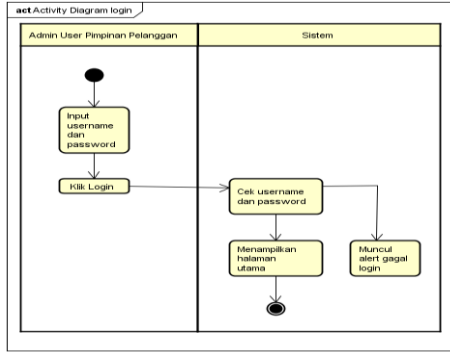 act Activity Diagram login
Admin User Pimpinan Pelanggan
Sistem
Input
username
dan
password
Klik Login
Cek username
dan password
Menampilkan
halaman
utama
Muncul
alert gagal
login